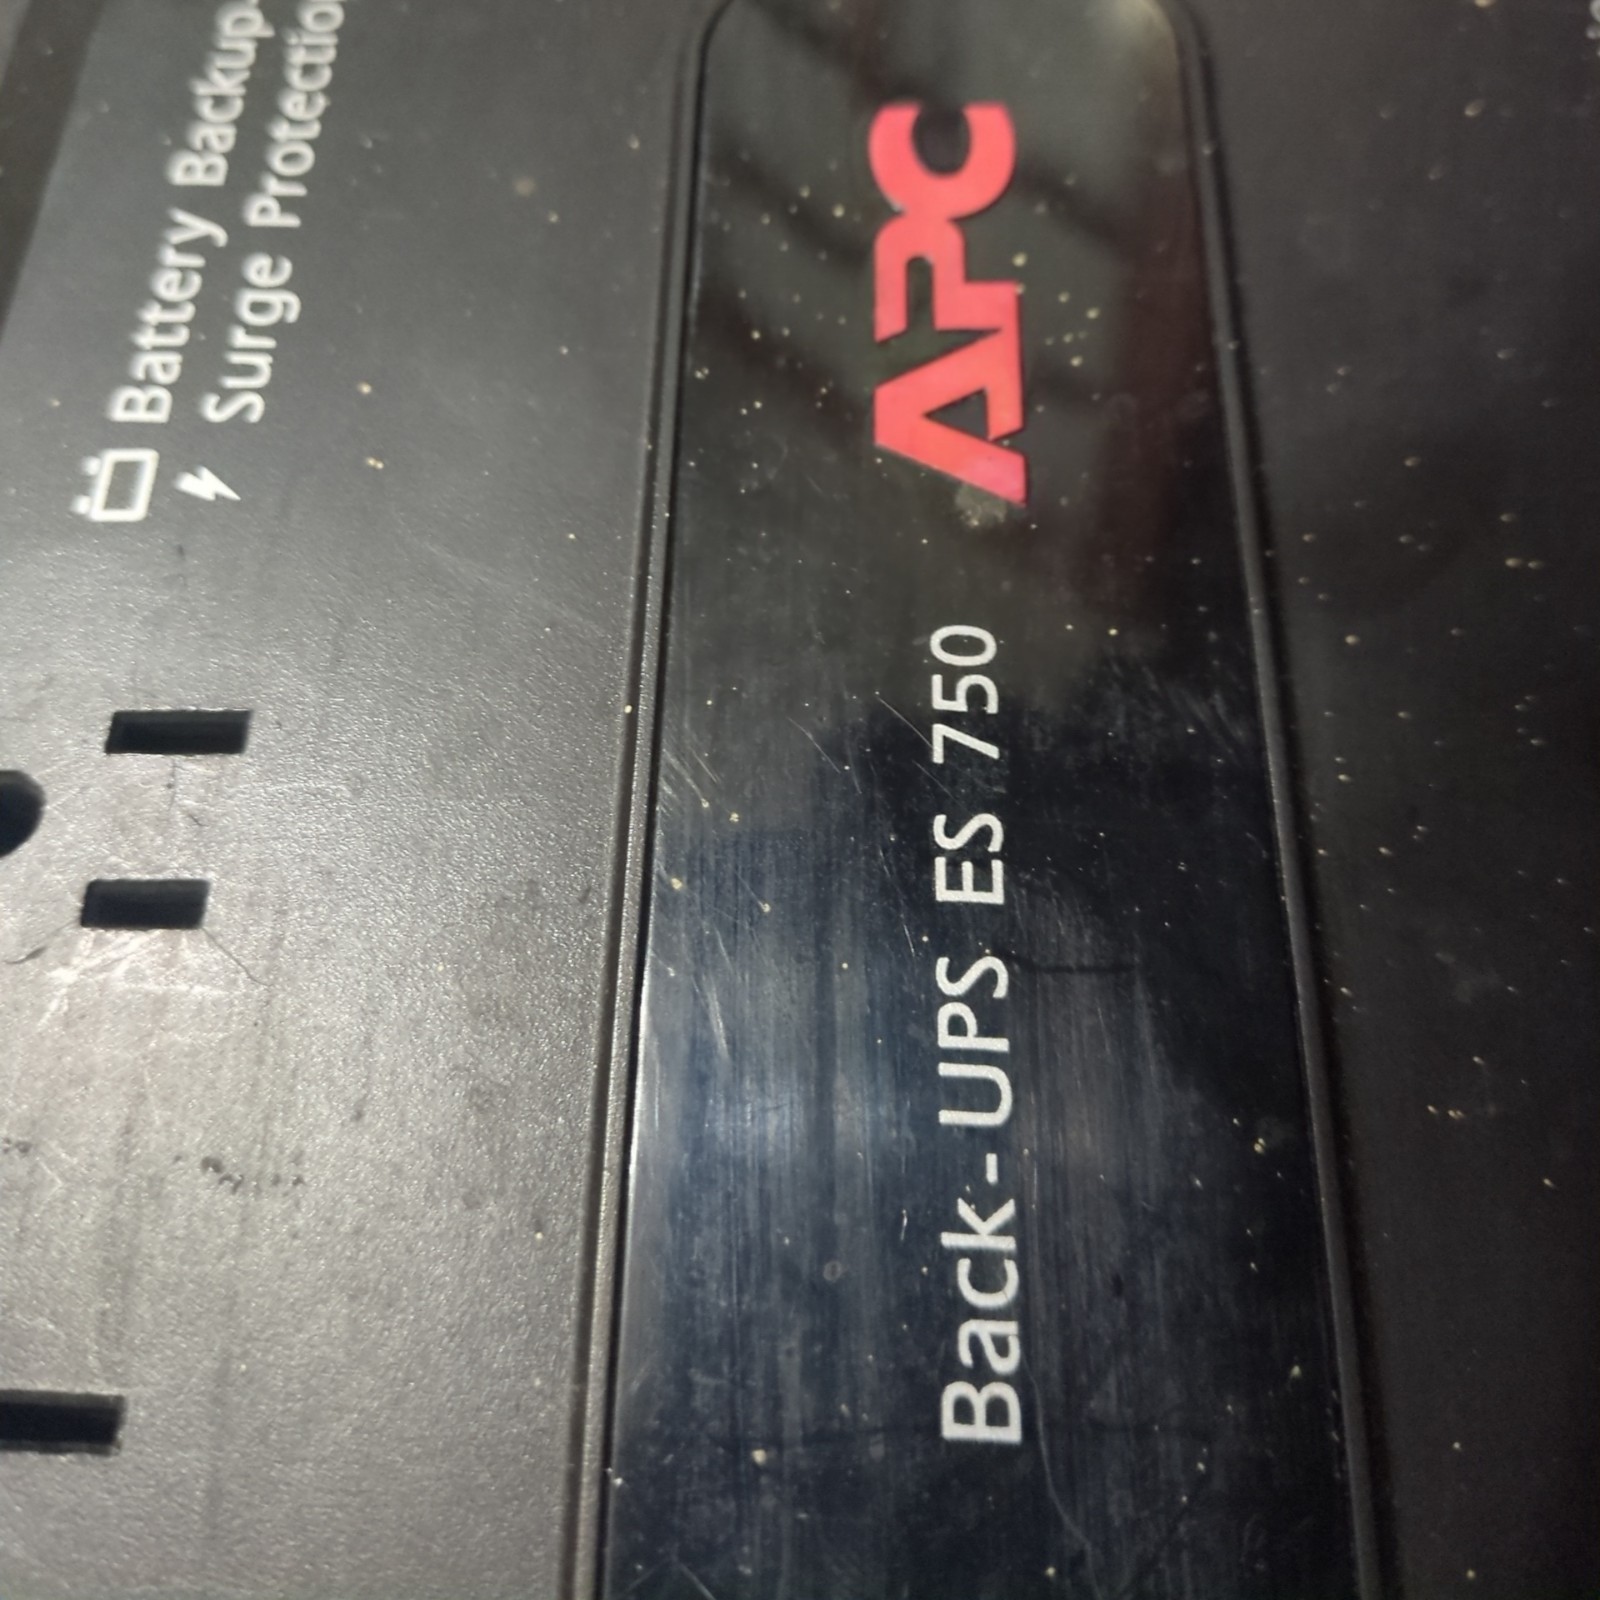 Battery Backup.
Surge Protection
APC
Back-UPS ES 750